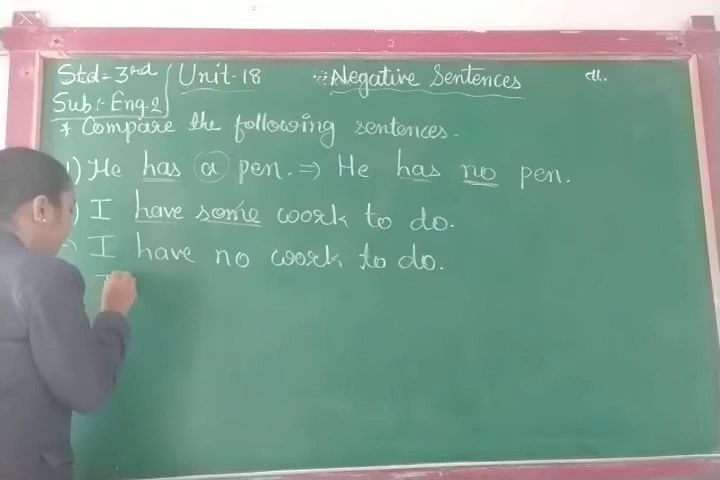 Std-3rd Unit-18 Negative Sentences dt.
Sub:- Eng-2
* Compare the following sentences.
1) He has a pen. ⇒ He has no pen.
) I have some work to do.
I have no work to do.
I